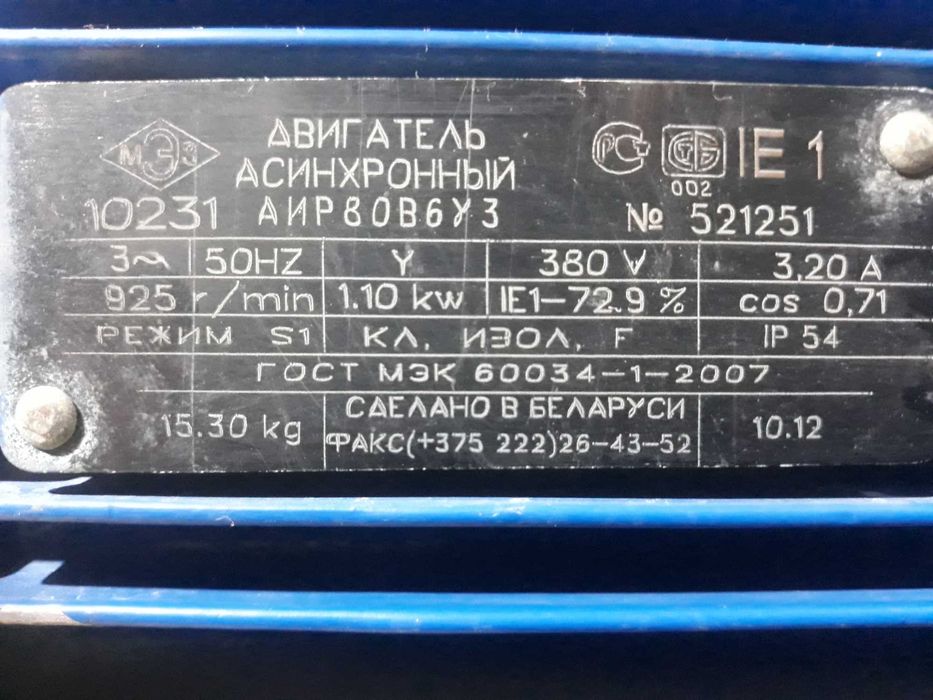 МЭЗ
ДВИГАТЕЛЬ
АСИНХРОННЫЙ
РСТ СТБ IE 1
002
10231 АИР80В6У3 № 521251
3~ 50HZ Y 380 V 3,20 A
925 r/min 1.10 kw IE1-72.9 % cos 0,71
РЕЖИМ S1 КЛ. ИЗОЛ. F IP 54
ГОСТ МЭК 60034-1-2007
15.30 kg СДЕЛАНО В БЕЛАРУСИ 10.12
ФАКС(+375 222)26-43-52